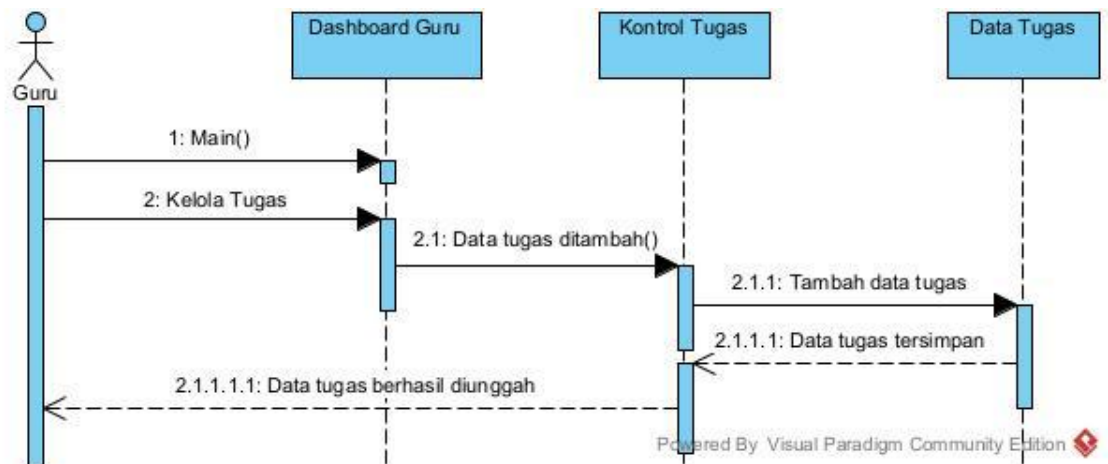 Dashboard Guru
Kontrol Tugas
Data Tugas
Guru
1: Main()
2: Kelola Tugas
2.1: Data tugas ditambah()
2.1.1: Tambah data tugas
2.1.1.1: Data tugas tersimpan
2.1.1.1.1: Data tugas berhasil diunggah
Powered By Visual Paradigm Community Edition